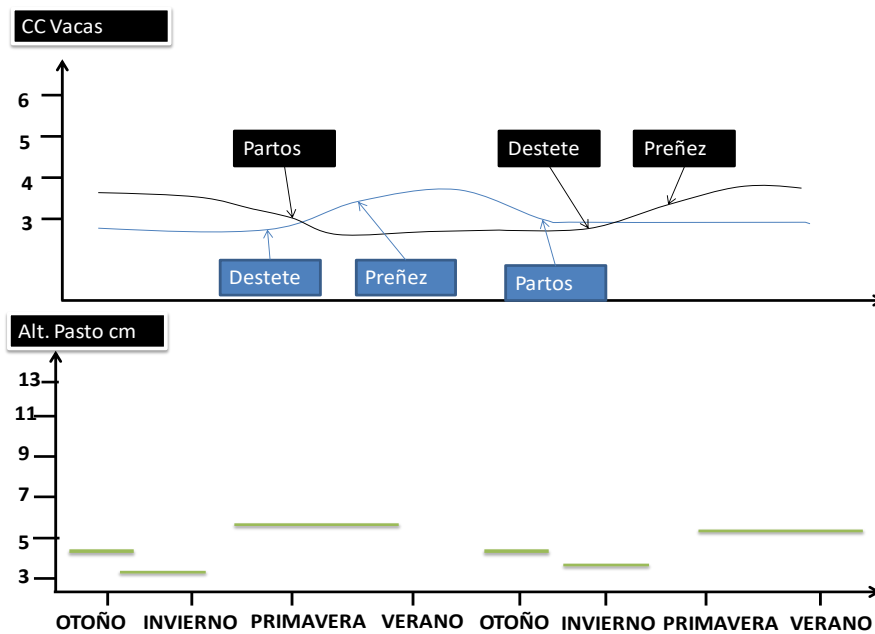 CC Vacas
6
5
4
3
Partos
Destete
Preñez
Destete
Preñez
Partos
Alt. Pasto cm
13
11
9
7
5
3
OTOÑO INVIERNO PRIMAVERA VERANO OTOÑO INVIERNO PRIMAVERA VERANO